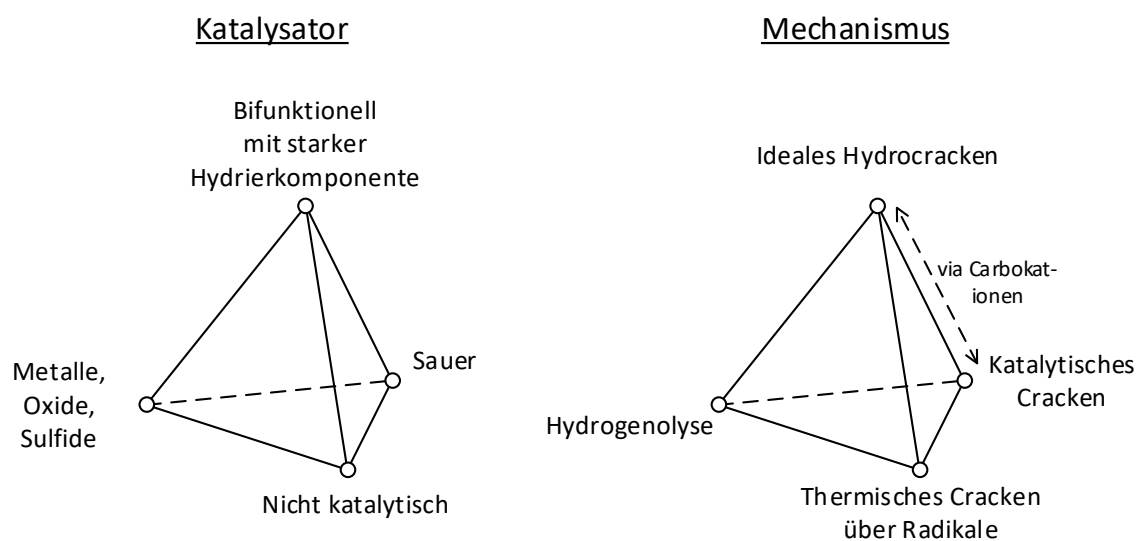 Katalysator
Mechanismus
Bifunktionell
mit starker
Hydrierkomponente
Ideales Hydrocracken
via Carbokat-
ionen
Metalle,
Oxide,
Sulfide
Sauer
Nicht katalytisch
Hydrogenolyse
Katalytisches
Cracken
Thermisches Cracken
über Radikale